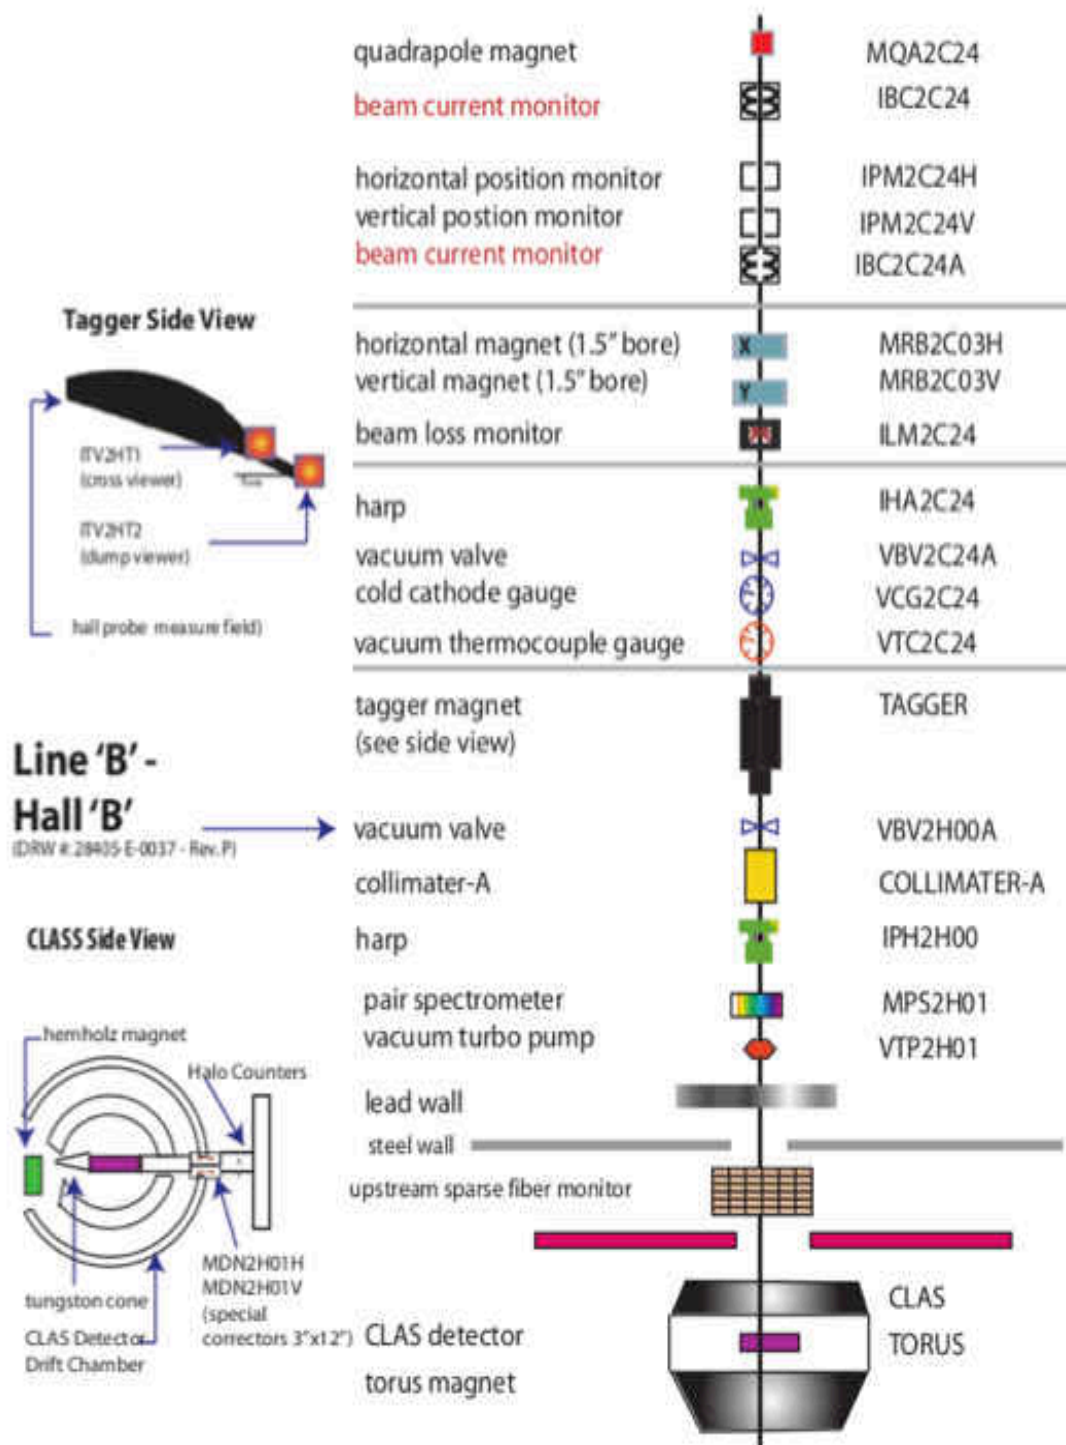 quadrapole magnet MQA2C24
beam current monitor IBC2C24
horizontal position monitor IPM2C24H
vertical postion monitor IPM2C24V
beam current monitor IBC2C24A
Tagger Side View
horizontal magnet (1.5" bore) X MRB2C03H
vertical magnet (1.5" bore) Y MRB2C03V
beam loss monitor ILM2C24
ITV2HT1
(cross viewer)
harp IHA2C24
ITV2HT2
(dump viewer)
vacuum valve VBV2C24A
cold cathode gauge VCG2C24
hall probe measure field)
vacuum thermocouple gauge VTC2C24
tagger magnet TAGGER
(see side view)
Line 'B' -
Hall 'B'
(DRW #: 28405-E-0037 - Rev. P)
vacuum valve VBV2H00A
collimater-A COLLIMATER-A
CLASS Side View
harp IPH2H00
pair spectrometer MPS2H01
vacuum turbo pump VTP2H01
hemholz magnet
Halo Counters
lead wall
steel wall
upstream sparse fiber monitor
MDN2H01H
MDN2H01V
(special
correctors 3"x12")
tungston cone
CLAS Detector
Drift Chamber
CLAS detector CLAS
torus magnet TORUS